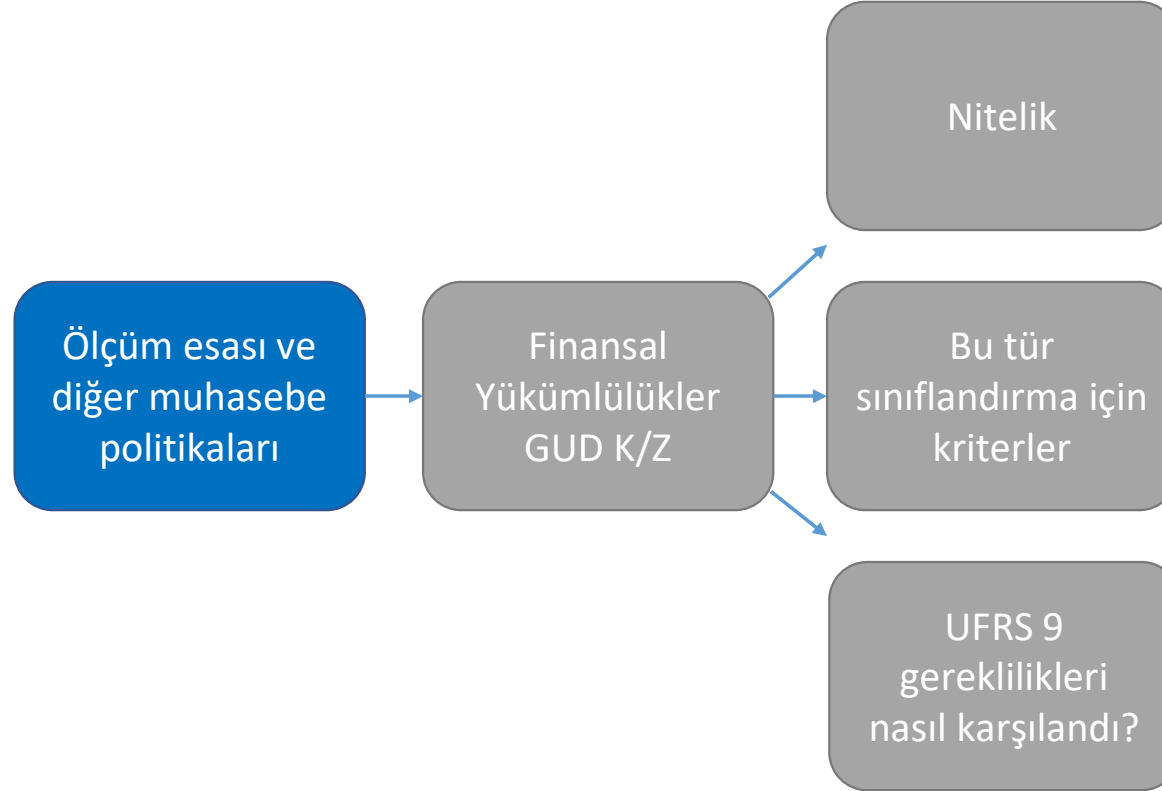 Nitelik
Ölçüm esası ve
diğer muhasebe
politikaları
Finansal
Yükümlülükler
GUD K/Z
Bu tür
sınıflandırma için
kriterler
UFRS 9
gereklilikleri
nasıl karşılandı?